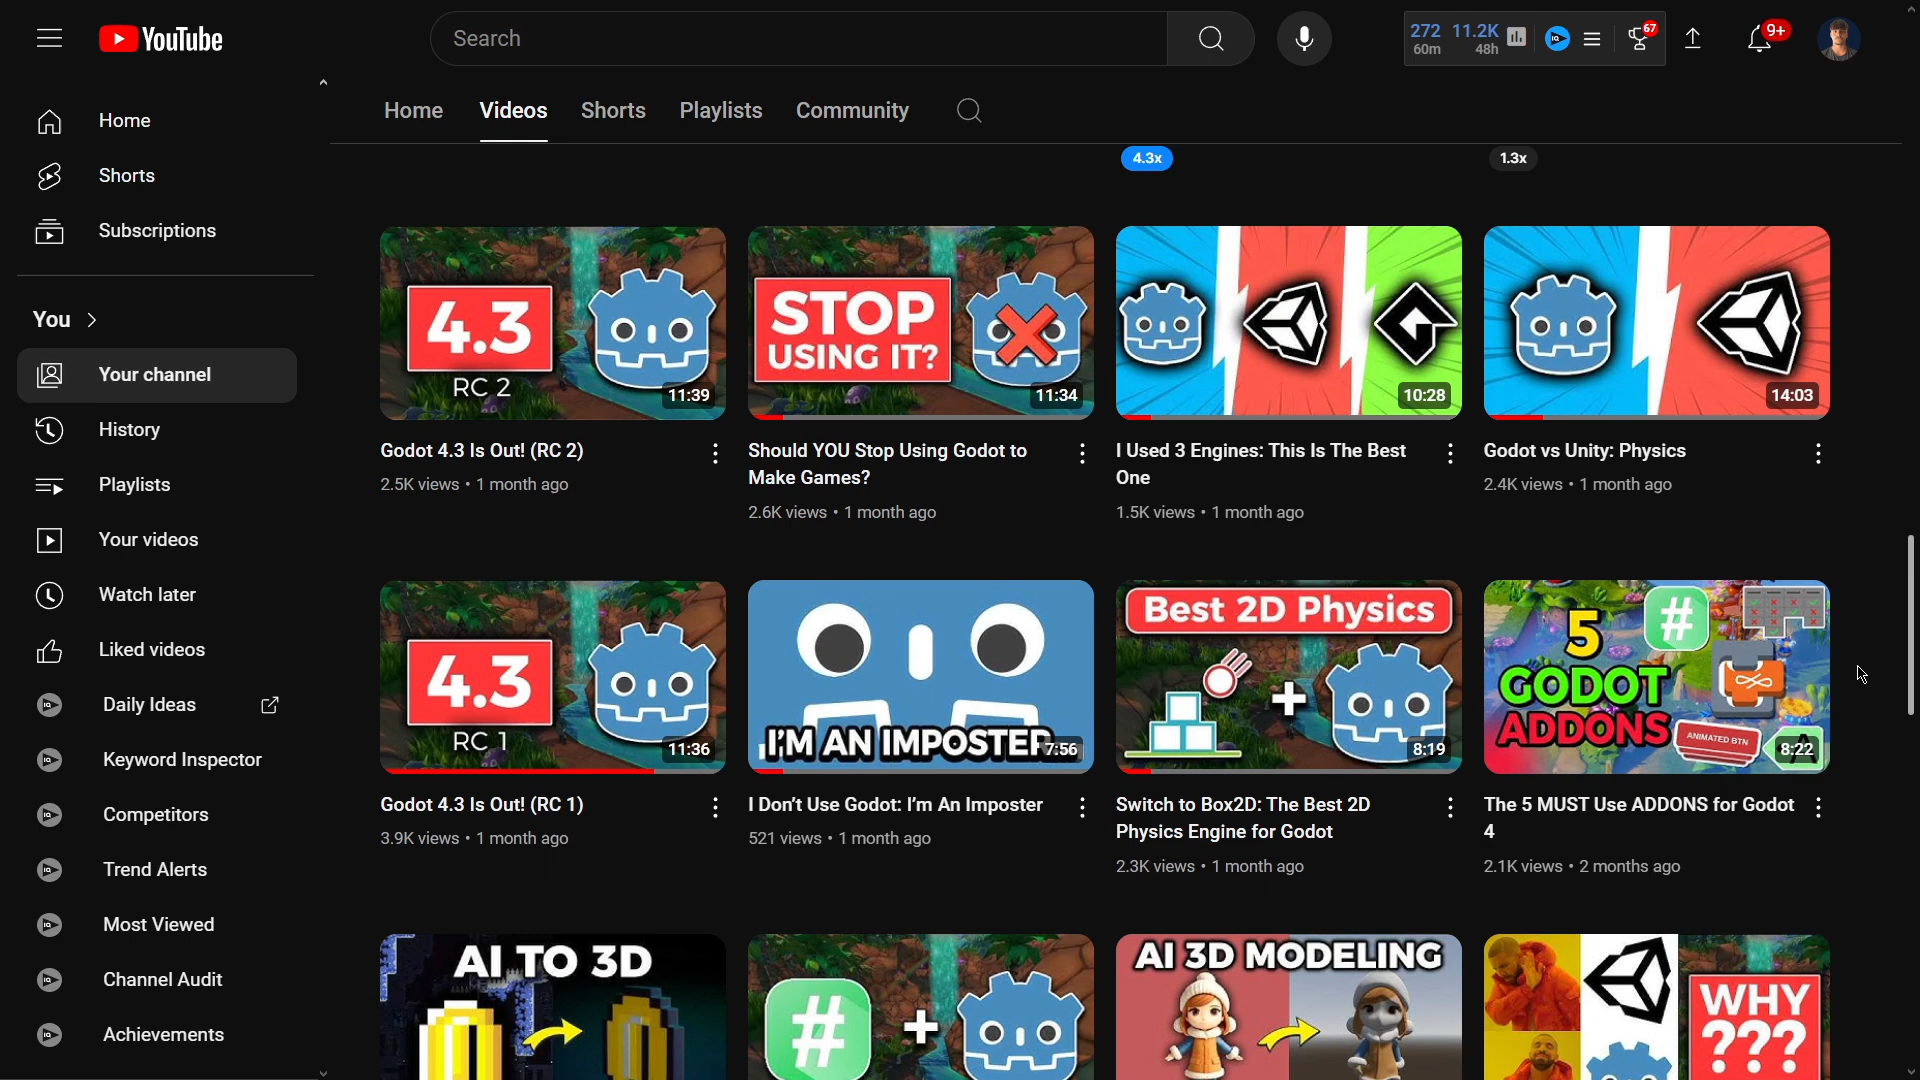 YouTube
Search
272 11.2K
60m 48h
67
9+
Home
Shorts
Subscriptions
You
Your channel
History
Playlists
Your videos
Watch later
Liked videos
Daily Ideas
Keyword Inspector
Competitors
Trend Alerts
Most Viewed
Channel Audit
Achievements
Home Videos Shorts Playlists Community
4.3x
1.3x
4.3
RC 2
11:39
STOP
USING IT?
11:34
10:28
14:03
Godot 4.3 Is Out! (RC 2)
2.5K views • 1 month ago
Should YOU Stop Using Godot to
Make Games?
2.6K views • 1 month ago
I Used 3 Engines: This Is The Best
One
1.5K views • 1 month ago
Godot vs Unity: Physics
2.4K views • 1 month ago
4.3
RC 1
11:36
I'M AN IMPOSTER
7:56
Best 2D Physics
+
8:19
5
GODOT
ADDONS
#
ANIMATED BTN
A
8:22
Godot 4.3 Is Out! (RC 1)
3.9K views • 1 month ago
I Don't Use Godot: I'm An Imposter
521 views • 1 month ago
Switch to Box2D: The Best 2D
Physics Engine for Godot
2.3K views • 1 month ago
The 5 MUST Use ADDONS for Godot
4
2.1K views • 2 months ago
AI TO 3D
# +
AI 3D MODELING
WHY
???